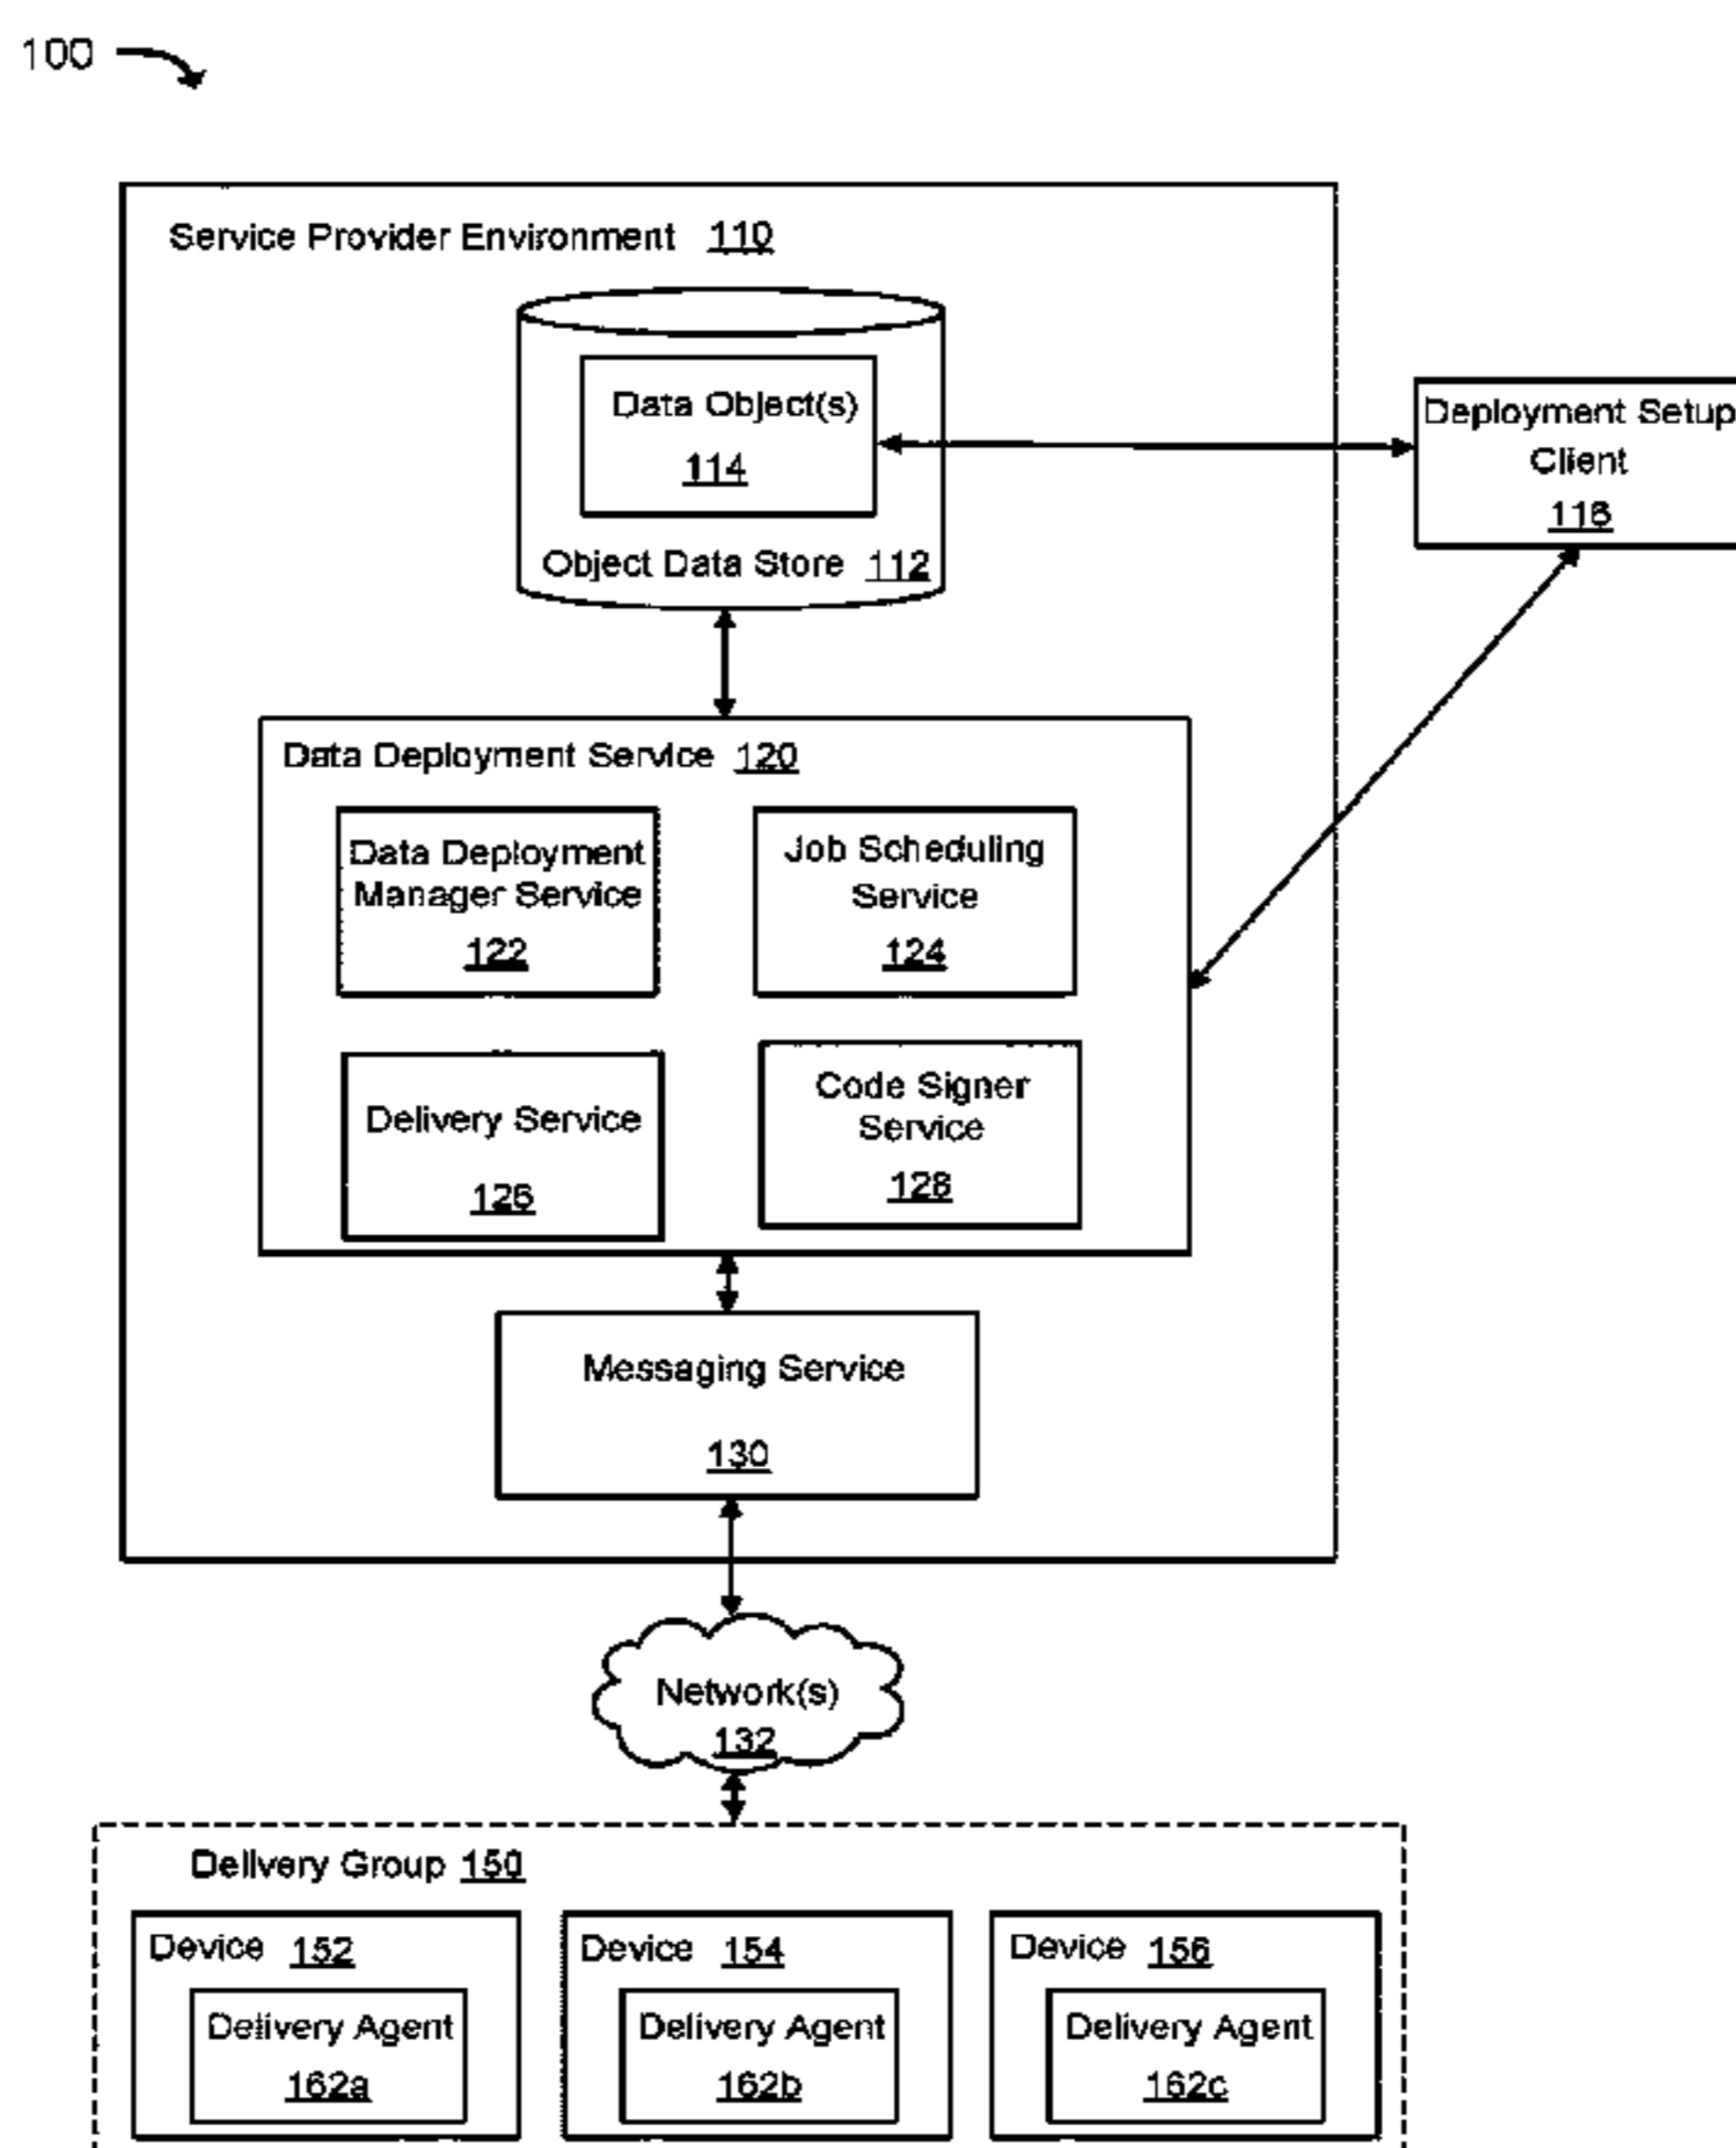 100
Service Provider Environment 110
Data Object(s)
114
Object Data Store 112
Deployment Setup
Client
116
Data Deployment Service 120
Data Deployment
Manager Service
122
Job Scheduling
Service
124
Delivery Service
126
Code Signer
Service
128
Messaging Service
130
Network(s)
132
Delivery Group 150
Device 152
Delivery Agent
162a
Device 154
Delivery Agent
162b
Device 156
Delivery Agent
162c